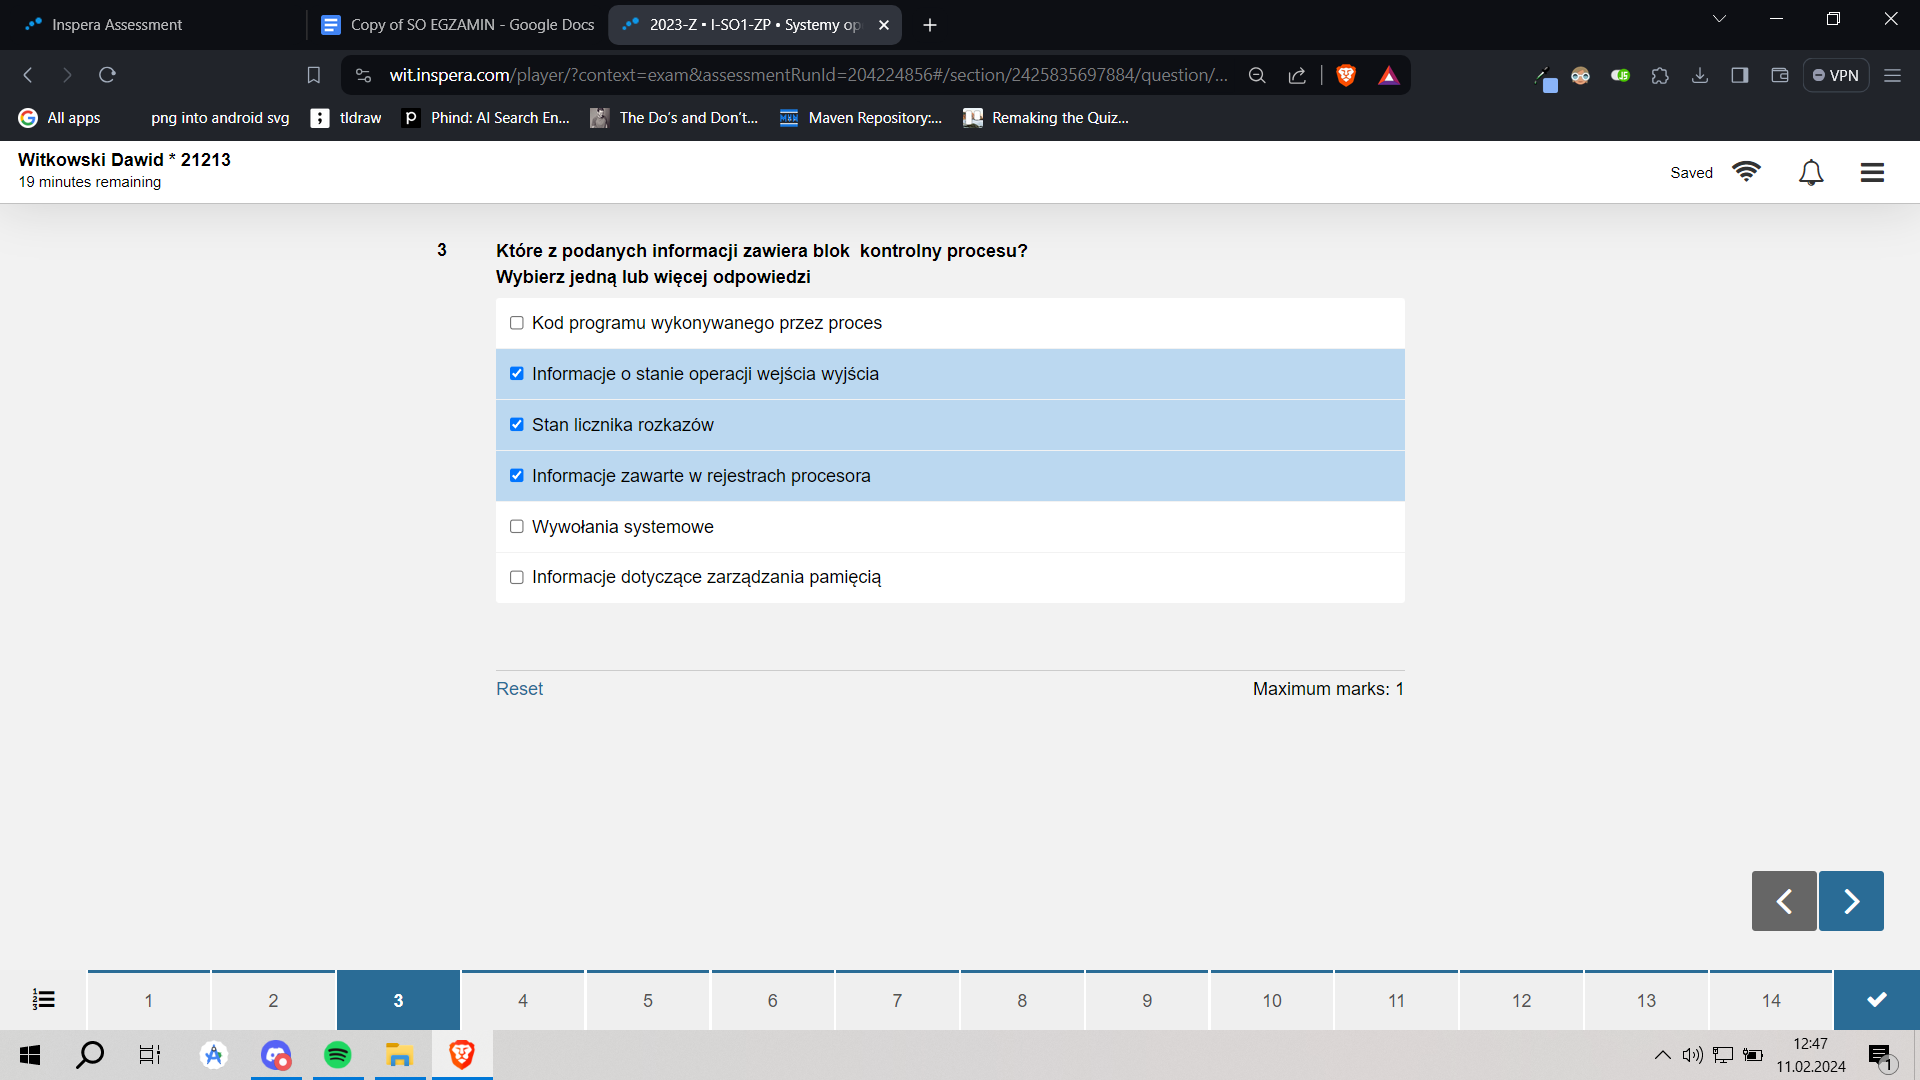 Inspera Assessment
Copy of SO EGZAMIN - Google Docs
2023-Z • I-SO1-ZP • Systemy op
wit.inspera.com/player/?context=exam&assessmentRunId=204224856#/section/2425835697884/question/...
VPN
All apps
png into android svg
tldraw
Phind: AI Search En...
The Do's and Don't...
Maven Repository:...
Remaking the Quiz...
Witkowski Dawid * 21213
19 minutes remaining
Saved
3
Które z podanych informacji zawiera blok kontrolny procesu?
Wybierz jedną lub więcej odpowiedzi
Kod programu wykonywanego przez proces
Informacje o stanie operacji wejścia wyjścia
Stan licznika rozkazów
Informacje zawarte w rejestrach procesora
Wywołania systemowe
Informacje dotyczące zarządzania pamięcią
Reset
Maximum marks: 1
1 2 3 4 5 6 7 8 9 10 11 12 13 14
12:47
11.02.2024
1